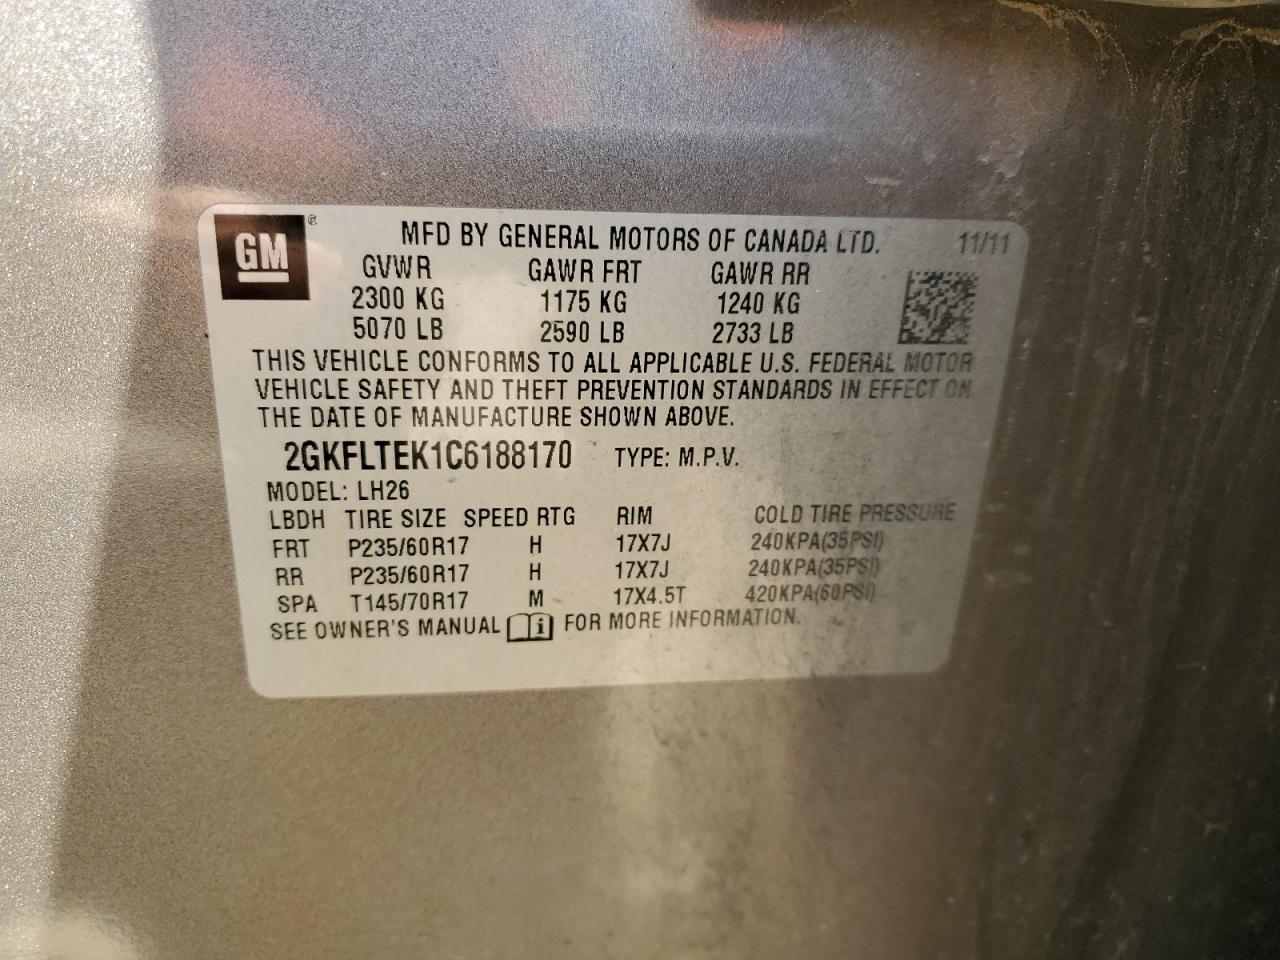 GM ® MFD BY GENERAL MOTORS OF CANADA LTD. 11/11
GVWR GAWR FRT GAWR RR
2300 KG 1175 KG 1240 KG
5070 LB 2590 LB 2733 LB
THIS VEHICLE CONFORMS TO ALL APPLICABLE U.S. FEDERAL MOTOR
VEHICLE SAFETY AND THEFT PREVENTION STANDARDS IN EFFECT ON
THE DATE OF MANUFACTURE SHOWN ABOVE.
2GKFLTEK1C6188170 TYPE: M.P.V.
MODEL: LH26
LBDH TIRE SIZE SPEED RTG RIM COLD TIRE PRESSURE
FRT P235/60R17 H 17X7J 240KPA(35PSI)
RR P235/60R17 H 17X7J 240KPA(35PSI)
SPA T145/70R17 M 17X4.5T 420KPA(60PSI)
SEE OWNER'S MANUAL i FOR MORE INFORMATION.